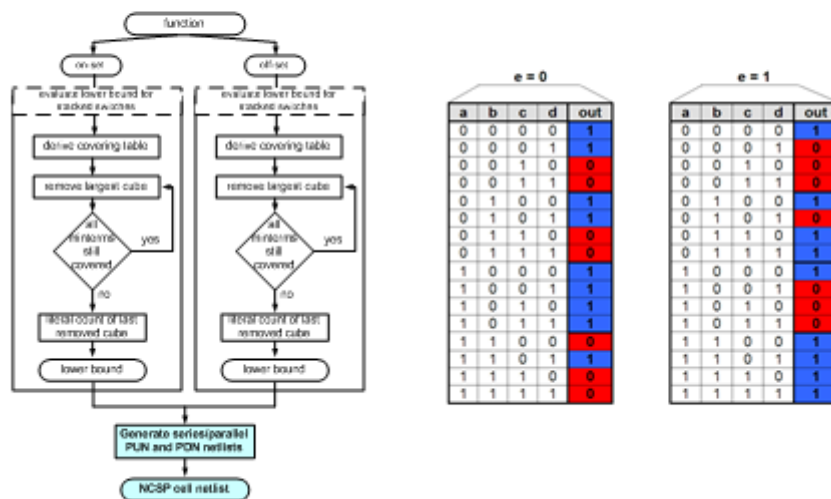 function
on-set
off-set
evaluate lower bound for
stacked switches
evaluate lower bound for
stacked switches
derive covering table
derive covering table
remove largest cube
remove largest cube
all
minterms
still
covered
yes
all
minterms
still
covered
yes
no
no
literal count of last
removed cube
literal count of last
removed cube
lower bound
lower bound
Generate series/parallel
PUN and PDN netlists
NCSP cell netlist
e = 0
a b c d out
0 0 0 0 1
0 0 0 1 1
0 0 1 0 0
0 0 1 1 0
0 1 0 0 1
0 1 0 1 1
0 1 1 0 0
0 1 1 1 0
1 0 0 0 1
1 0 0 1 1
1 0 1 0 1
1 0 1 1 1
1 1 0 0 0
1 1 0 1 1
1 1 1 0 0
1 1 1 1 0
e = 1
a b c d out
0 0 0 0 1
0 0 0 1 0
0 0 1 0 0
0 0 1 1 0
0 1 0 0 1
0 1 0 1 0
0 1 1 0 1
0 1 1 1 1
1 0 0 0 1
1 0 0 1 0
1 0 1 0 0
1 0 1 1 0
1 1 0 0 1
1 1 0 1 1
1 1 1 0 1
1 1 1 1 1